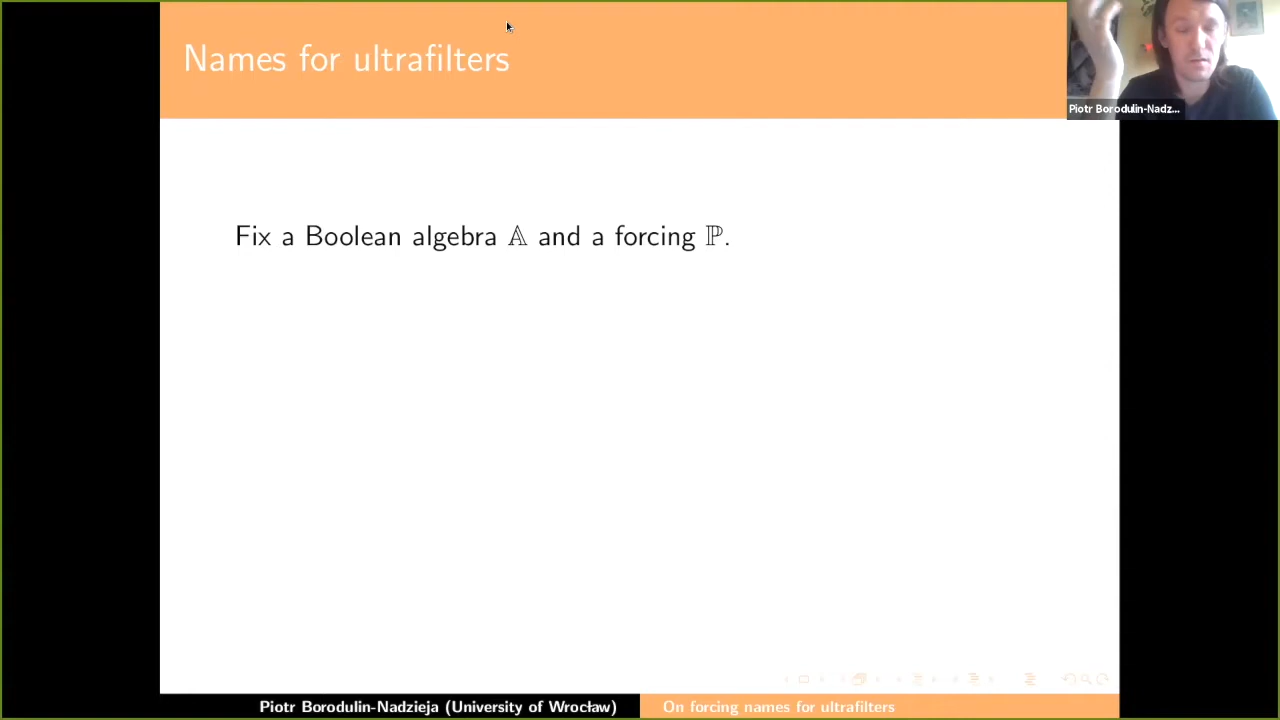 Names for ultrafilters
Piotr Borodulin-Nadz...
Fix a Boolean algebra 𝔸 and a forcing ℙ.
Piotr Borodulin-Nadzieja (University of Wrocław)
On forcing names for ultrafilters